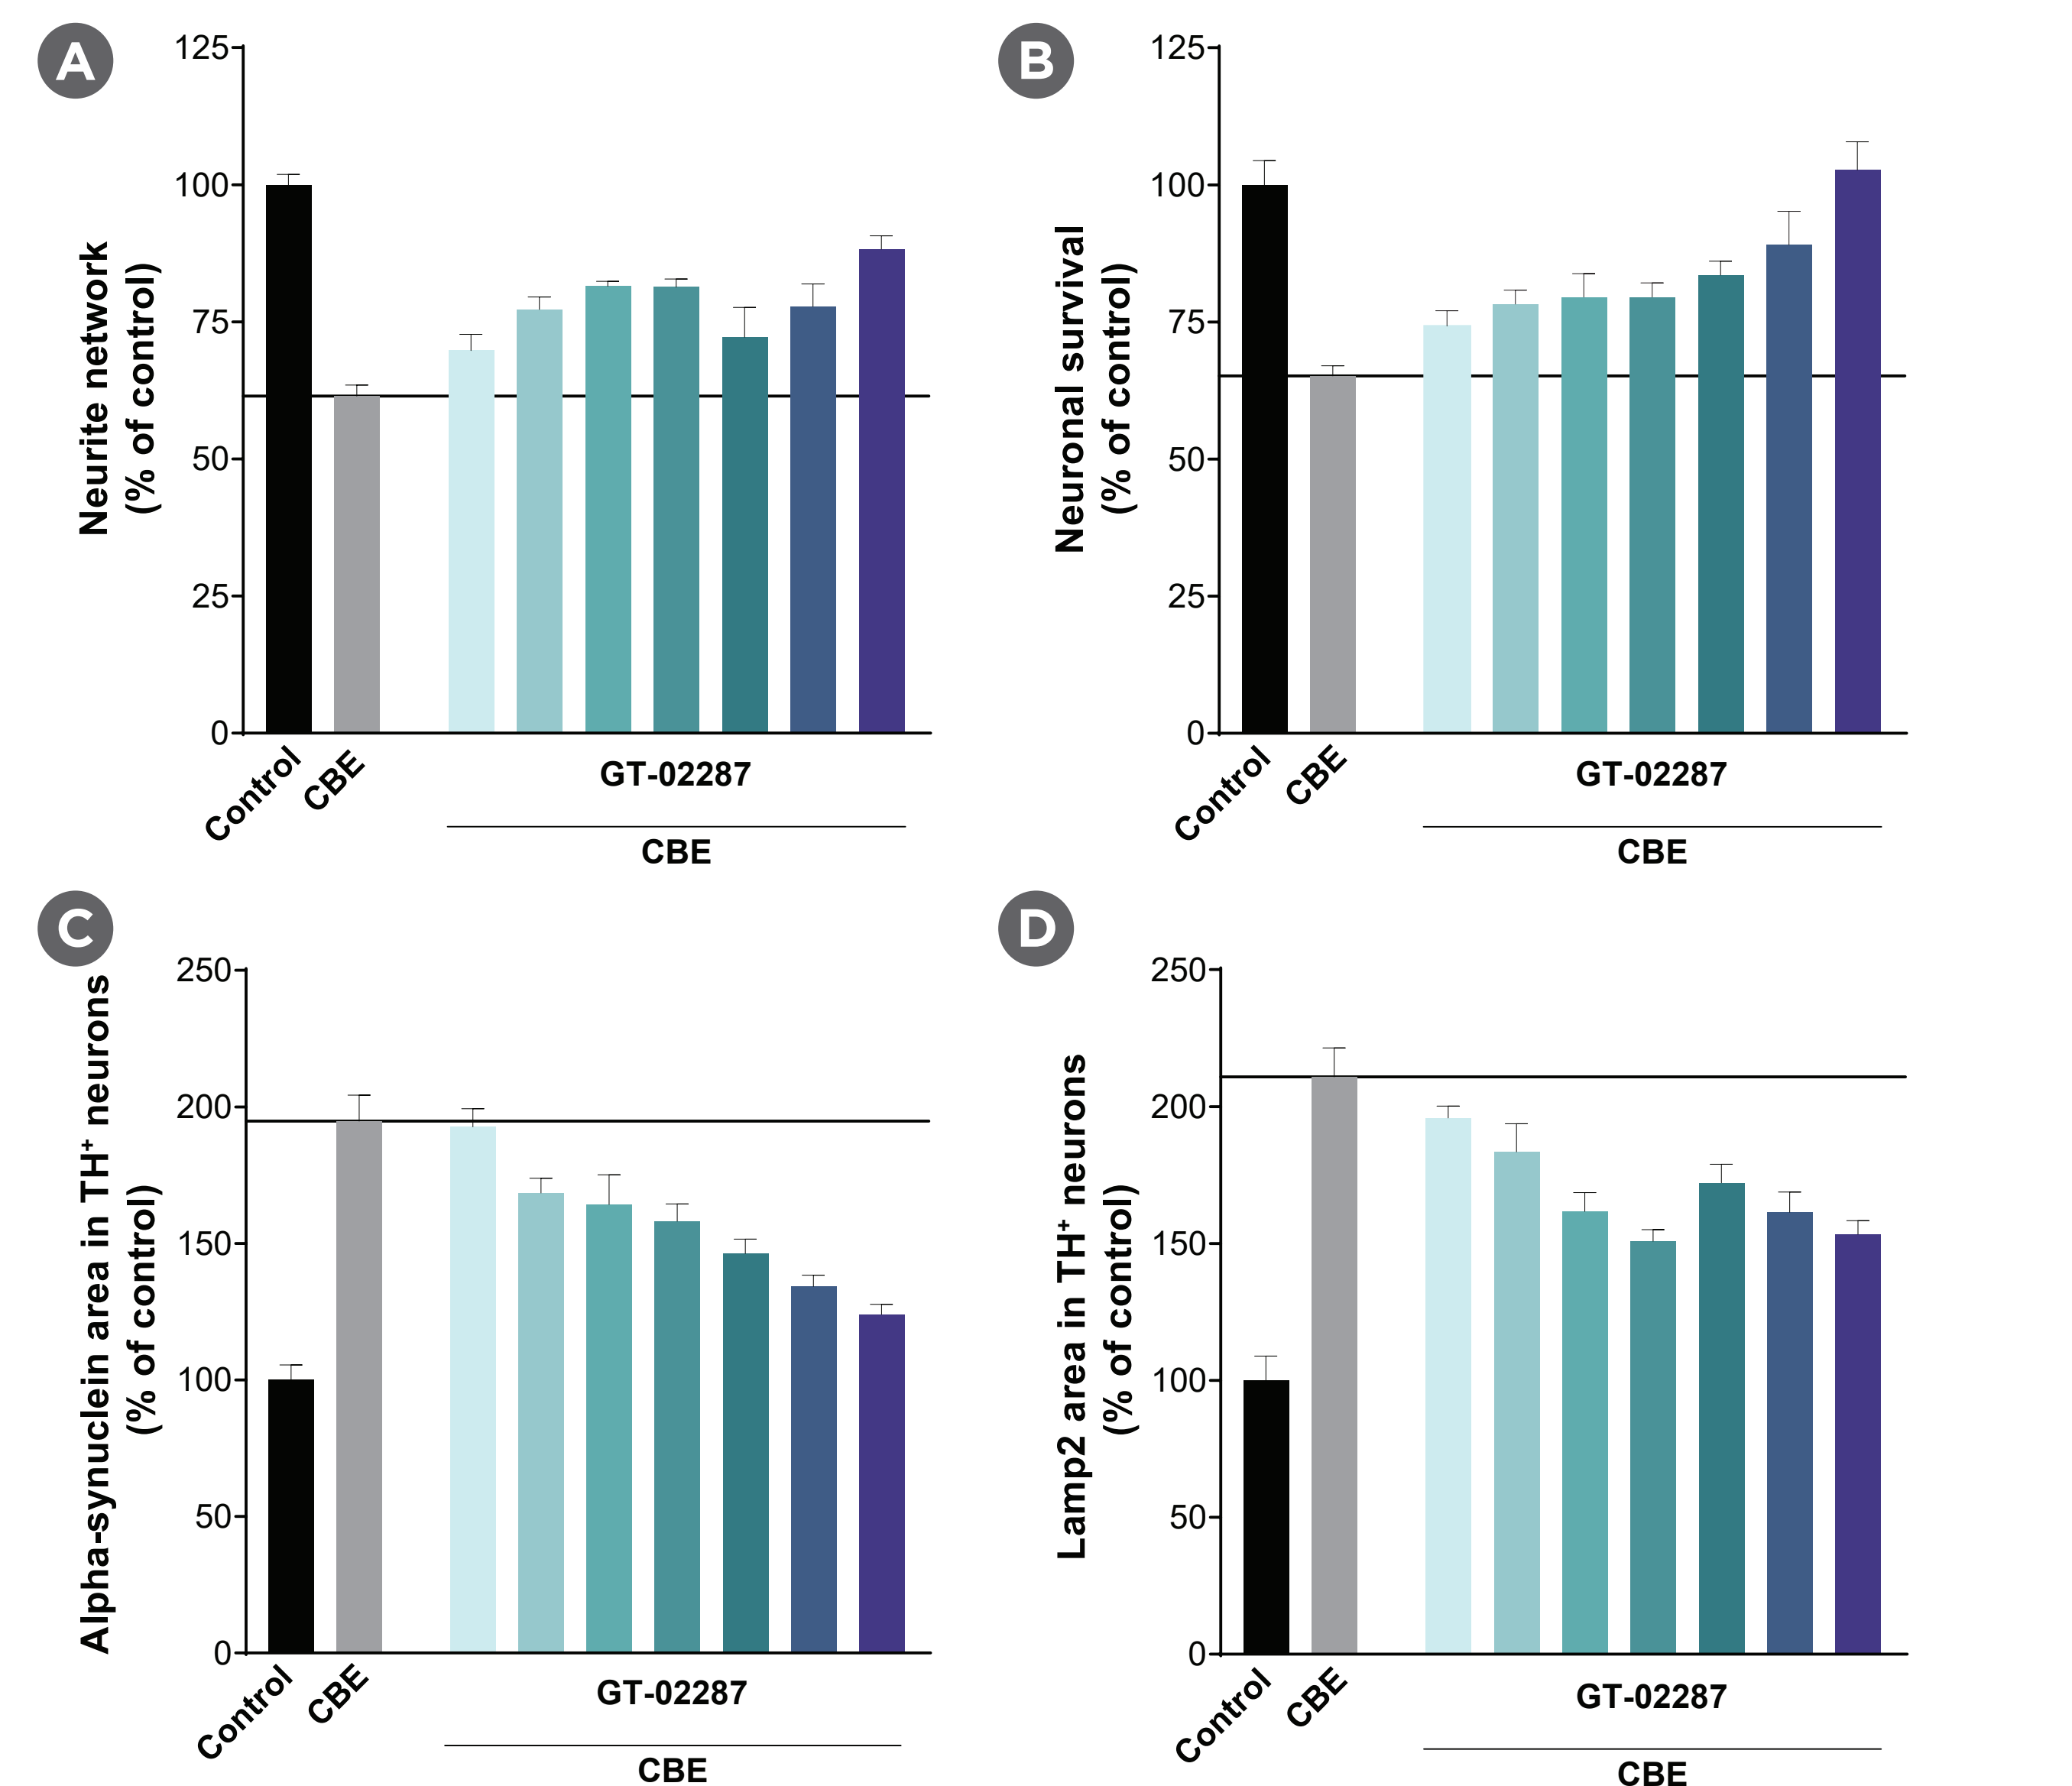 A
Neurite network
(% of control)
125
100
75
50
25
0
Control
CBE
GT-02287
CBE
B
Neuronal survival
(% of control)
125
100
75
50
25
0
Control
CBE
GT-02287
CBE
C
Alpha-synuclein area in TH⁺ neurons
(% of control)
250
200
150
100
50
0
Control
CBE
GT-02287
CBE
D
Lamp2 area in TH⁺ neurons
(% of control)
250
200
150
100
50
0
Control
CBE
GT-02287
CBE